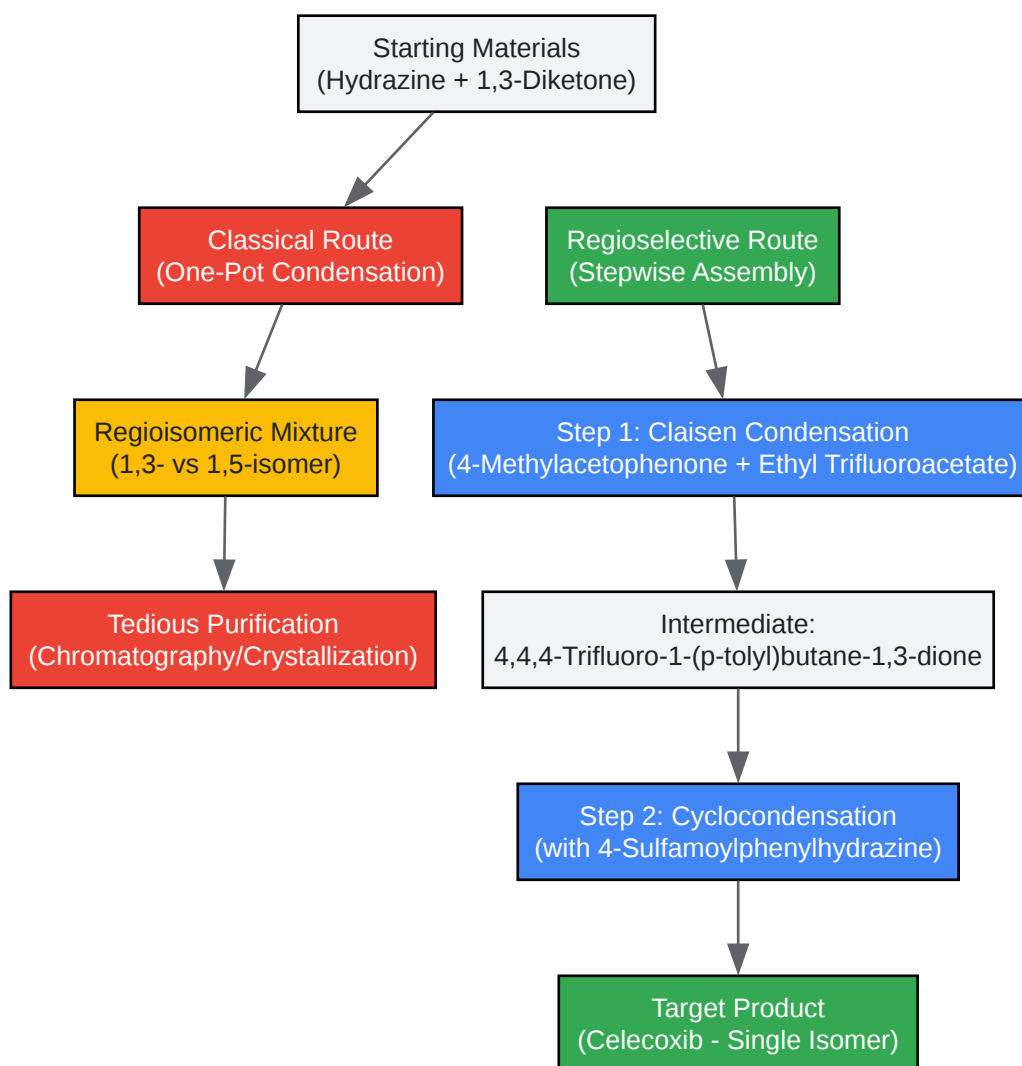 Starting Materials
(Hydrazine + 1,3-Diketone)
Classical Route
(One-Pot Condensation)
Regioselective Route
(Stepwise Assembly)
Regioisomeric Mixture
(1,3- vs 1,5-isomer)
Step 1: Claisen Condensation
(4-Methylacetophenone + Ethyl Trifluoroacetate)
Tedious Purification
(Chromatography/Crystallization)
Intermediate:
4,4,4-Trifluoro-1-(p-tolyl)butane-1,3-dione
Step 2: Cyclocondensation
(with 4-Sulfamoylphenylhydrazine)
Target Product
(Celecoxib - Single Isomer)